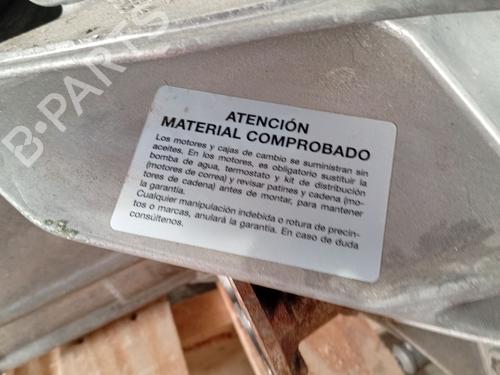 B-PARTS
ATENCIÓN
MATERIAL COMPROBADO
Los motores y cajas de cambio se suministran sin
aceites. En los motores, es obligatorio sustituir la
bomba de agua, termostato y kit de distribución
(motores de correa) y revisar patines y cadena (mo-
tores de cadena) antes de montar, para mantener
la garantía.
Cualquier manipulación indebida o rotura de precin-
tos o marcas, anulará la garantía. En caso de duda
consúltenos.